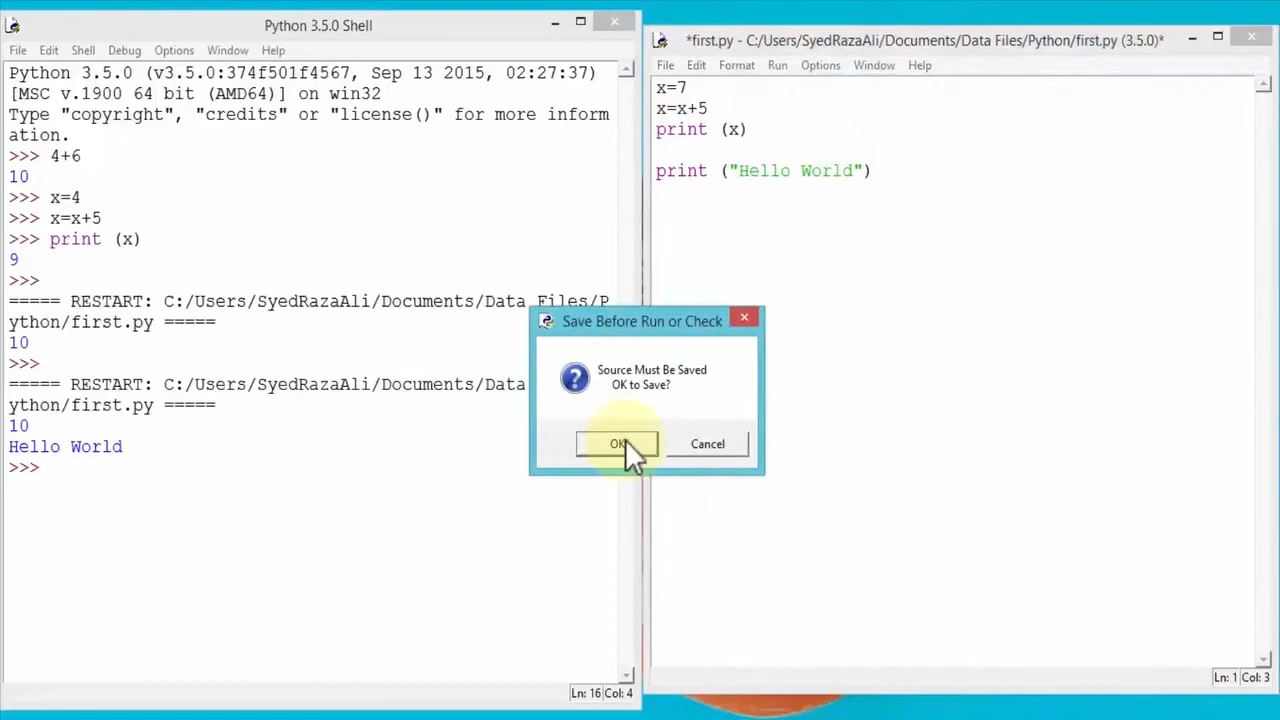 Python 3.5.0 Shell
File Edit Shell Debug Options Window Help
Python 3.5.0 (v3.5.0:374f501f4567, Sep 13 2015, 02:27:37)
[MSC v.1900 64 bit (AMD64)] on win32
Type "copyright", "credits" or "license()" for more inform
ation.
>>> 4+6
10
>>> x=4
>>> x=x+5
>>> print (x)
9
>>>
===== RESTART: C:/Users/SyedRazaAli/Documents/Data Files/P
ython/first.py =====
10
>>>
===== RESTART: C:/Users/SyedRazaAli/Documents/Data
ython/first.py =====
10
Hello World
>>>
Ln: 16 Col: 4
*first.py - C:/Users/SyedRazaAli/Documents/Data Files/Python/first.py (3.5.0)*
File Edit Format Run Options Window Help
x=7
x=x+5
print (x)
print ("Hello World")
Ln: 1 Col: 3
Save Before Run or Check
Source Must Be Saved
OK to Save?
OK Cancel